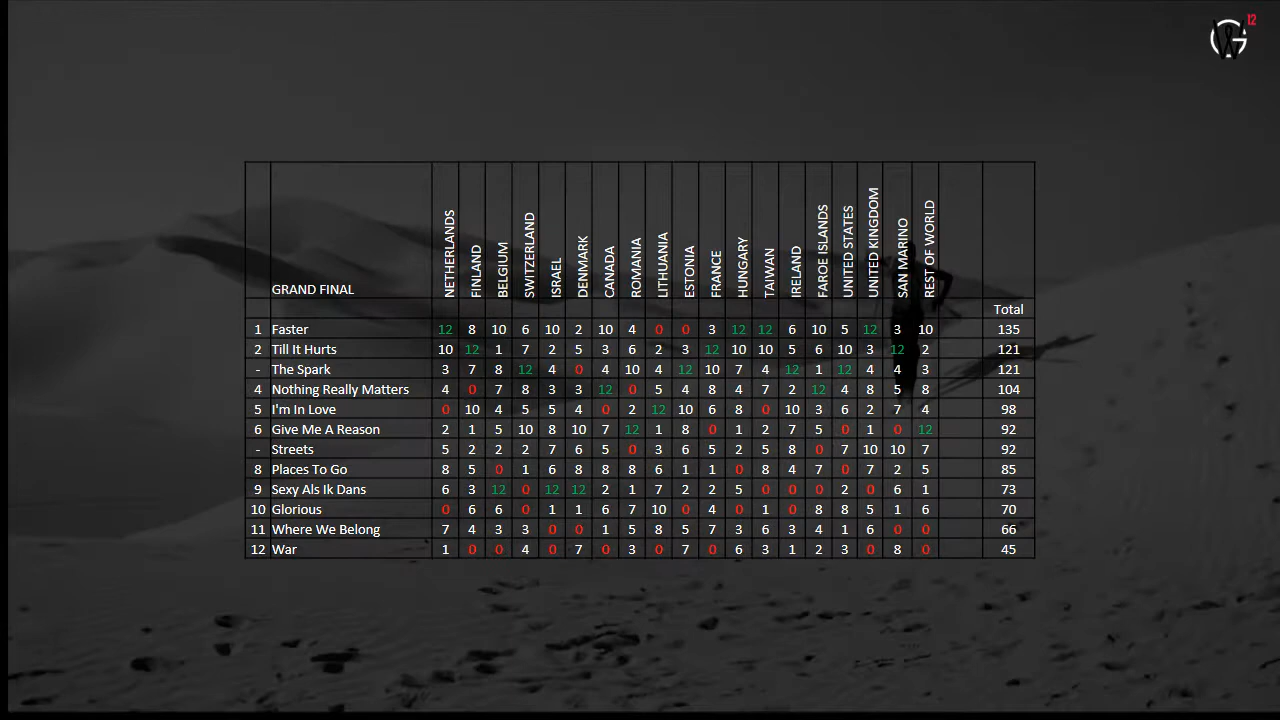 12
GW
GRAND FINAL NETHERLANDS FINLAND BELGIUM SWITZERLAND ISRAEL DENMARK CANADA ROMANIA LITHUANIA ESTONIA FRANCE HUNGARY TAIWAN IRELAND FAROE ISLANDS UNITED STATES UNITED KINGDOM SAN MARINO REST OF WORLD
Total
1 Faster 12 8 10 6 10 2 10 4 0 0 3 12 12 6 10 5 12 3 10 135
2 Till It Hurts 10 12 1 7 2 5 3 6 2 3 12 10 10 5 6 10 3 12 2 121
- The Spark 3 7 8 12 4 0 4 10 4 12 10 7 4 12 1 12 4 4 3 121
4 Nothing Really Matters 4 0 7 8 3 3 12 0 5 4 8 4 7 2 12 4 8 5 8 104
5 I'm In Love 0 10 4 5 5 4 0 2 12 10 6 8 0 10 3 6 2 7 4 98
6 Give Me A Reason 2 1 5 10 8 10 7 12 1 8 0 1 2 7 5 0 1 0 12 92
- Streets 5 2 2 2 7 6 5 0 3 6 5 2 5 8 0 7 10 10 7 92
8 Places To Go 8 5 0 1 6 8 8 8 6 1 1 0 8 4 7 0 7 2 5 85
9 Sexy Als Ik Dans 6 3 12 0 12 12 2 1 7 2 2 5 0 0 0 2 0 6 1 73
10 Glorious 0 6 6 0 1 1 6 7 10 0 4 0 1 0 8 8 5 1 6 70
11 Where We Belong 7 4 3 3 0 0 1 5 8 5 7 3 6 3 4 1 6 0 0 66
12 War 1 0 0 4 0 7 0 3 0 7 0 6 3 1 2 3 0 8 0 45